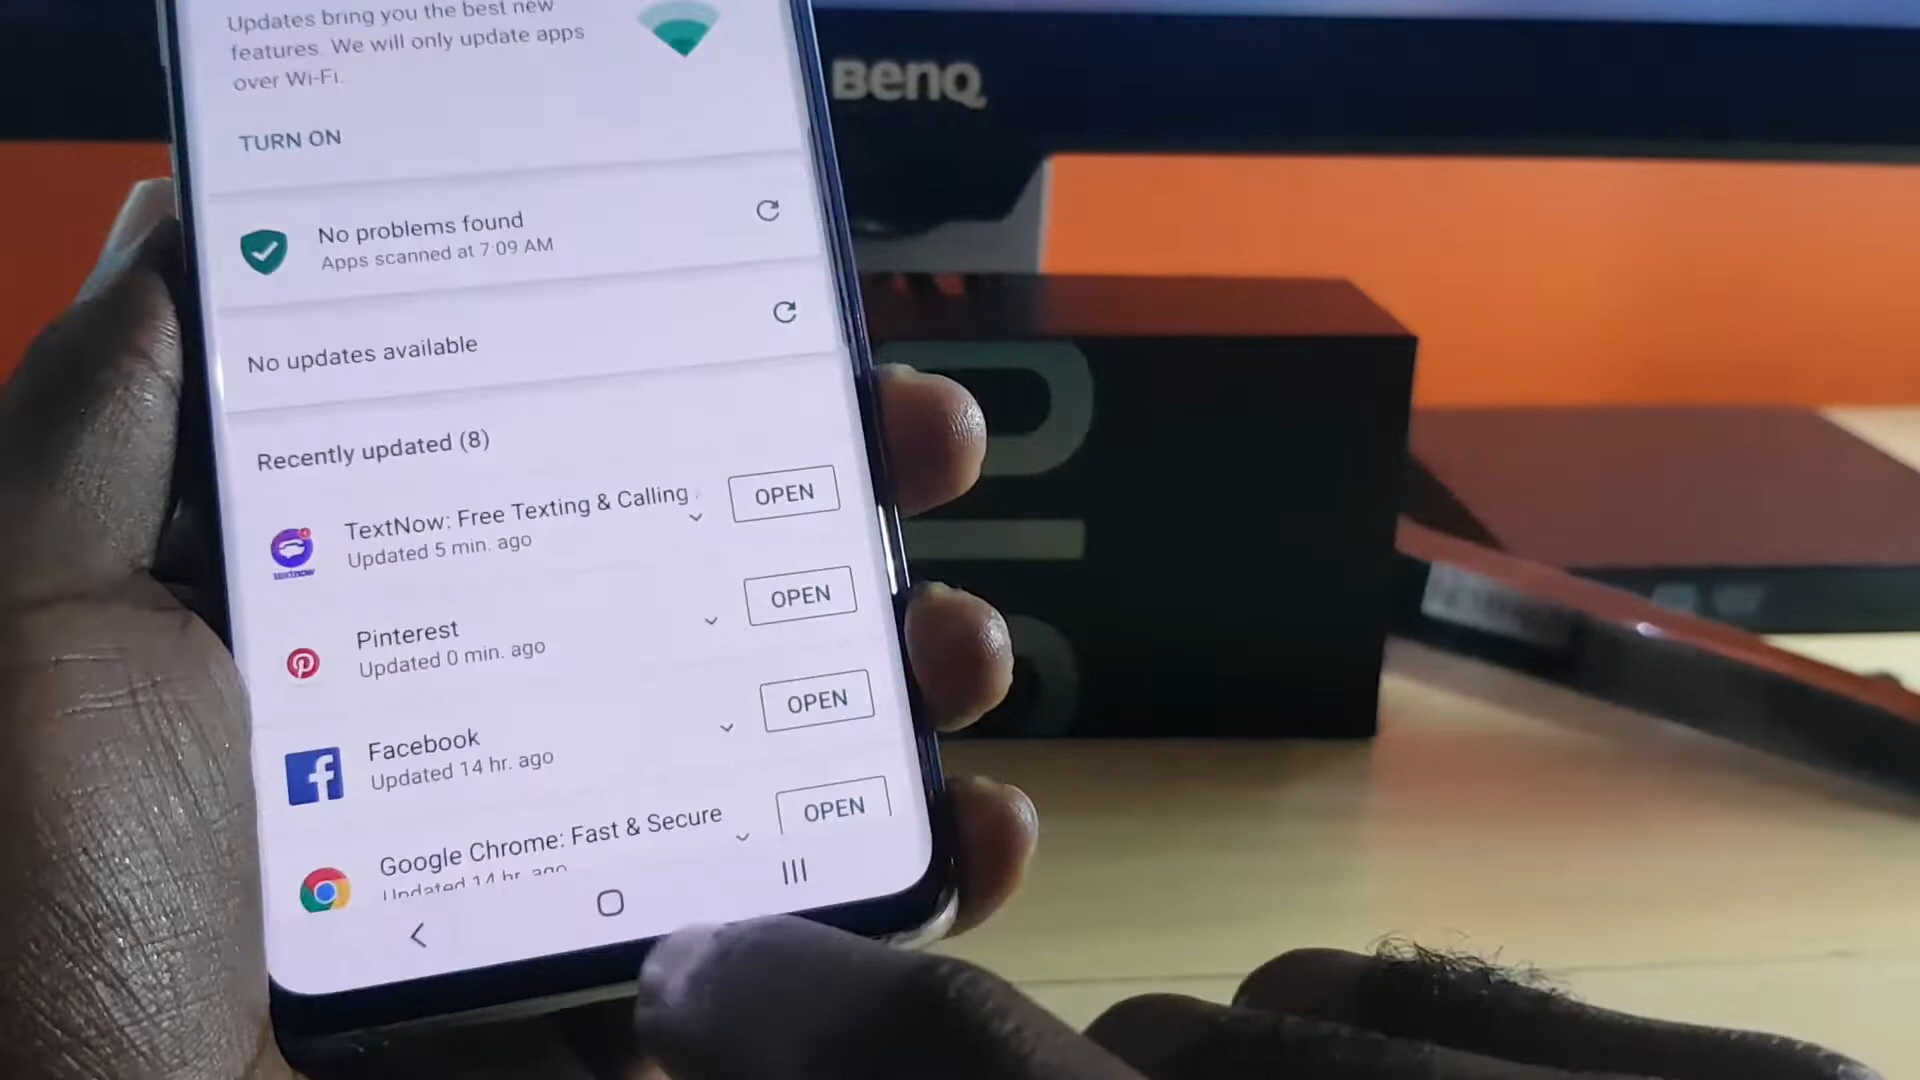 Updates bring you the best new
features. We will only update apps
over Wi-Fi.
TURN ON
No problems found
Apps scanned at 7:09 AM
No updates available
Recently updated (8)
TextNow: Free Texting & Calling
Updated 5 min. ago
OPEN
textnow
Pinterest
Updated 0 min. ago
OPEN
Facebook
Updated 14 hr. ago
OPEN
Google Chrome: Fast & Secure
Updated 14 hr. ago
OPEN
BenQ